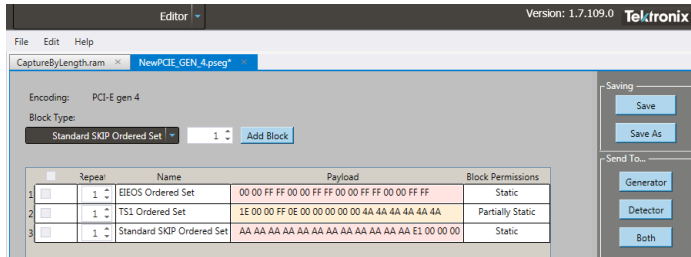 Editor
Version: 1.7.109.0 Tektronix
File Edit Help
CaptureByLength.ram × NewPCIE_GEN_4.pseg* ×
Encoding: PCI-E gen 4
Block Type:
Standard SKIP Ordered Set 1 Add Block
Saving
Save
Save As
Send To...
Generator
Detector
Both
Repeat Name Payload Block Permissions
1 1 EIEOS Ordered Set 00 00 FF FF 00 00 FF FF 00 00 FF FF 00 00 FF FF Static
2 1 TS1 Ordered Set 1E 00 00 FF 0E 00 00 00 00 00 4A 4A 4A 4A 4A 4A Partially Static
3 1 Standard SKIP Ordered Set AA AA AA AA AA AA AA AA AA AA AA AA E1 00 00 00 Static